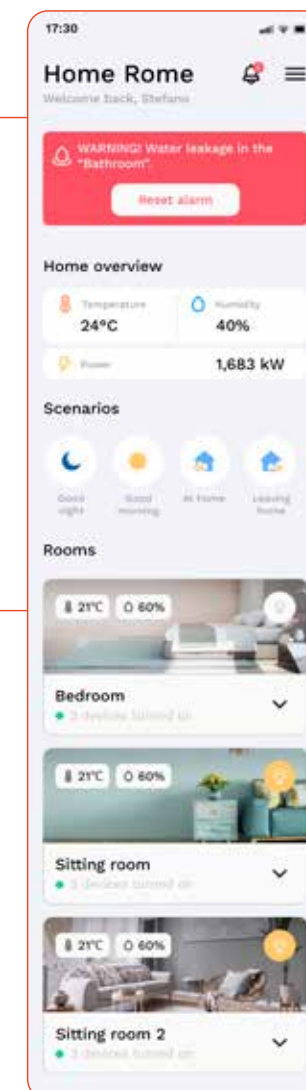 17:30
Home Rome
Welcome back, Stefano
WARNING! Water leakage in the
"Bathroom".
Reset alarm
Home overview
Temperature
24°C
Humidity
40%
Power
1,683 kW
Scenarios
Good
night
Good
morning
At home
Leaving
home
Rooms
21°C
60%
Bedroom
3 devices turned on
21°C
60%
Sitting room
3 devices turned on
21°C
60%
Sitting room 2
3 devices turned on